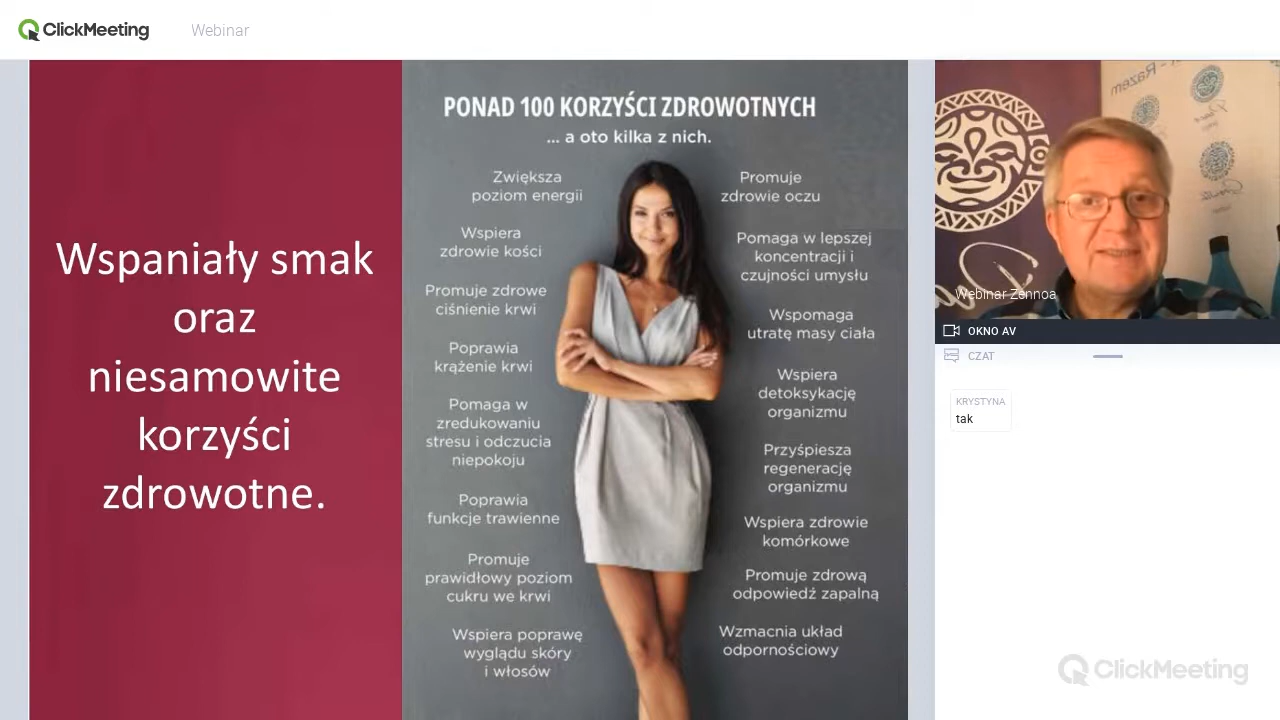 ClickMeeting
Webinar
Wspaniały smak
oraz
niesamowite
korzyści
zdrowotne.
PONAD 100 KORZYŚCI ZDROWOTNYCH
... a oto kilka z nich.
Zwiększa
poziom energii
Wspiera
zdrowie kości
Promuje zdrowe
ciśnienie krwi
Poprawia
krążenie krwi
Pomaga w
zredukowaniu
stresu i odczucia
niepokoju
Poprawia
funkcje trawienne
Promuje
prawidłowy poziom
cukru we krwi
Wspiera poprawę
wyglądu skóry
i włosów
Promuje
zdrowie oczu
Pomaga w lepszej
koncentracji i
czujności umysłu
Wspomaga
utratę masy ciała
Wspiera
detoksykację
organizmu
Przyśpiesza
regenerację
organizmu
Wspiera zdrowie
komórkowe
Promuje zdrową
odpowiedź zapalną
Wzmacnia układ
odpornościowy
Razem
Webinar Zennoa
OKNO AV
CZAT
KRYSTYNA
tak
ClickMeeting